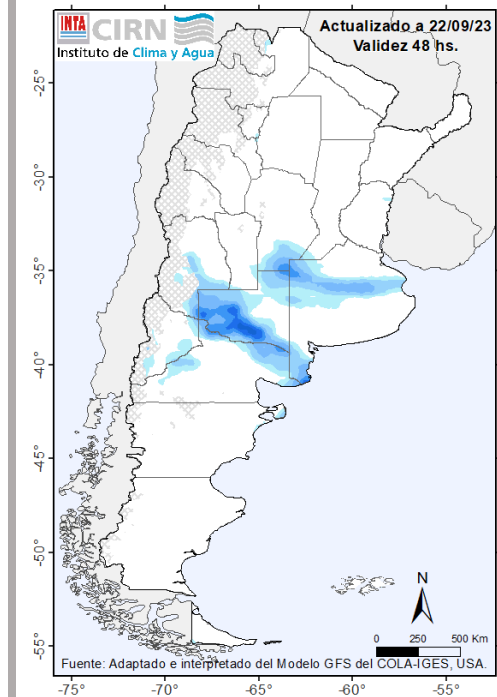 INTA CIRN
Instituto de Clima y Agua
Actualizado a 22/09/23
Validez 48 hs.
-25°
-30°
-35°
-40°
-45°
-50°
-55°
N
0 250 500 Km
Fuente: Adaptado e interpretado del Modelo GFS del COLA-IGES, USA.
-75° -70° -65° -60° -55°